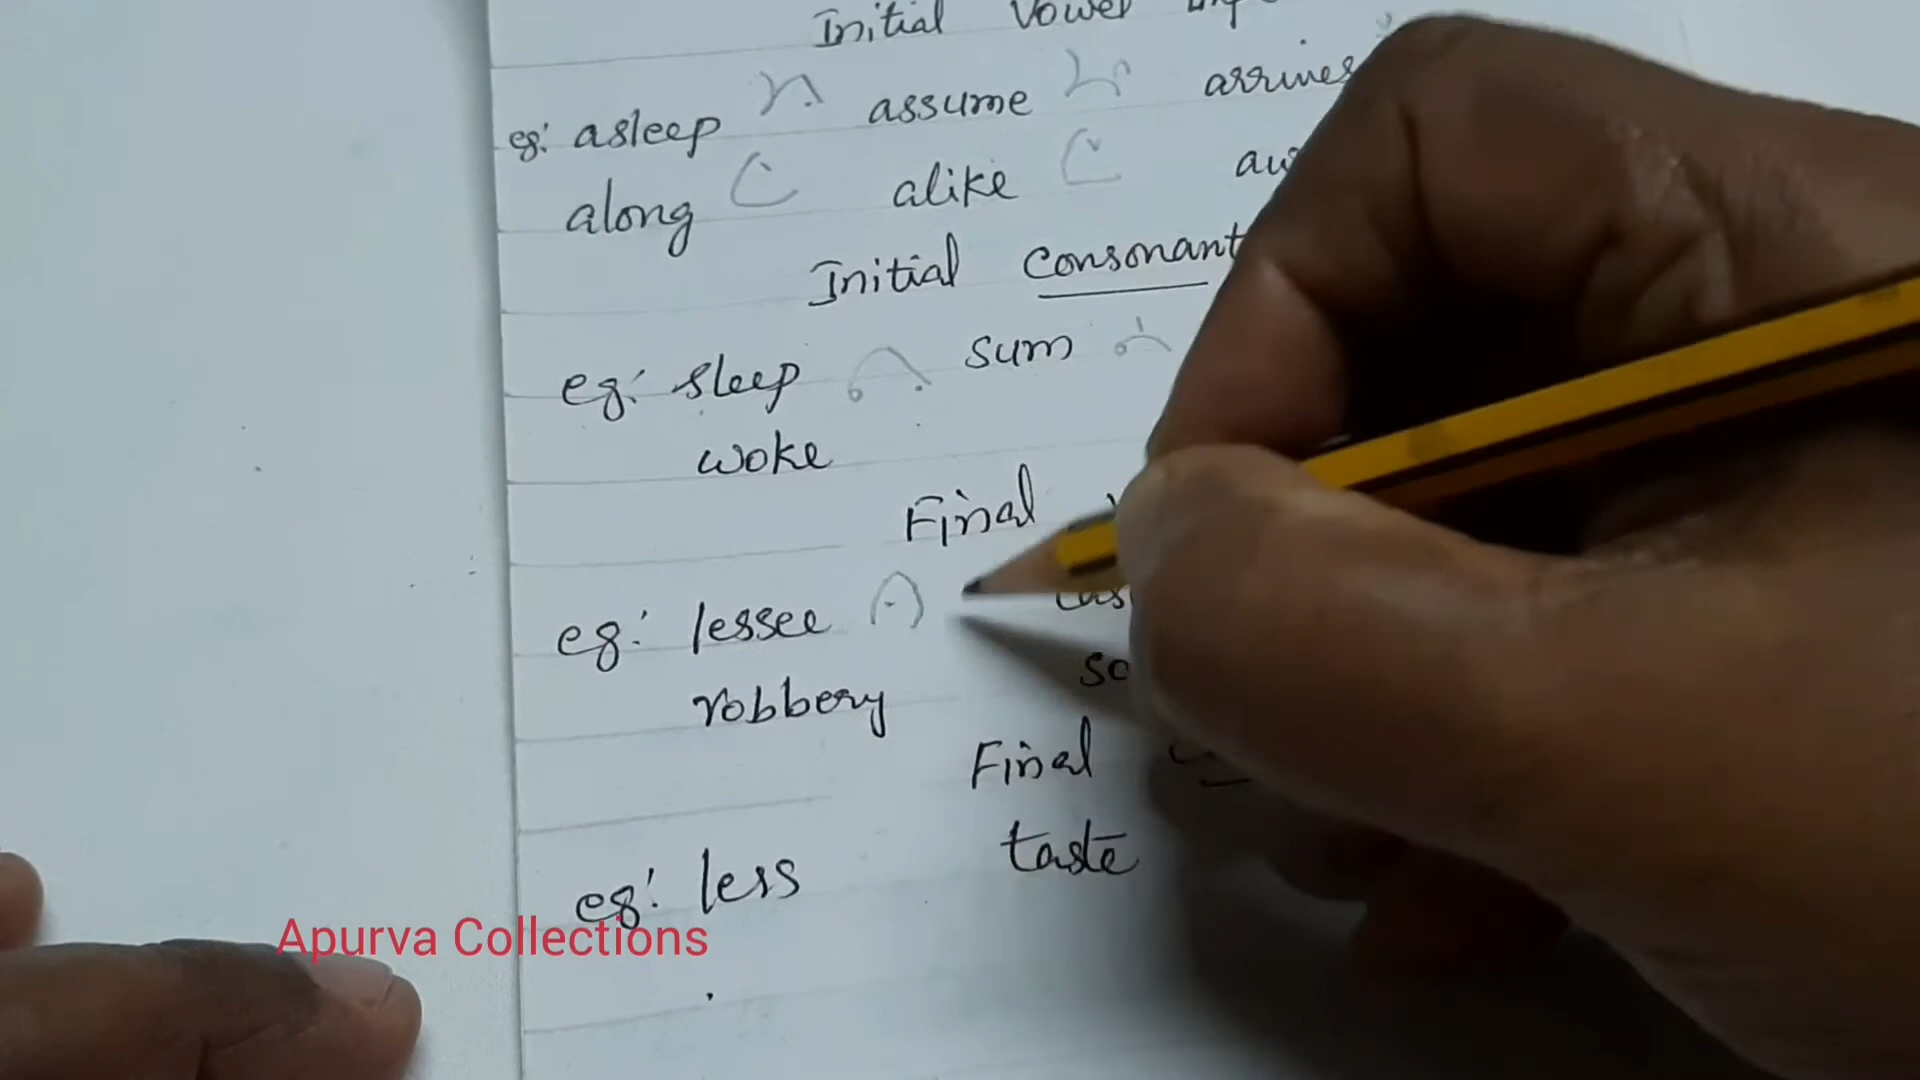 Initial Vowel
eg: asleep assume arrives
along alike
Initial Consonant
eg: sleep sum
woke
Final
eg: lessee
robbery
Final
eg: less taste
Apurva Collections